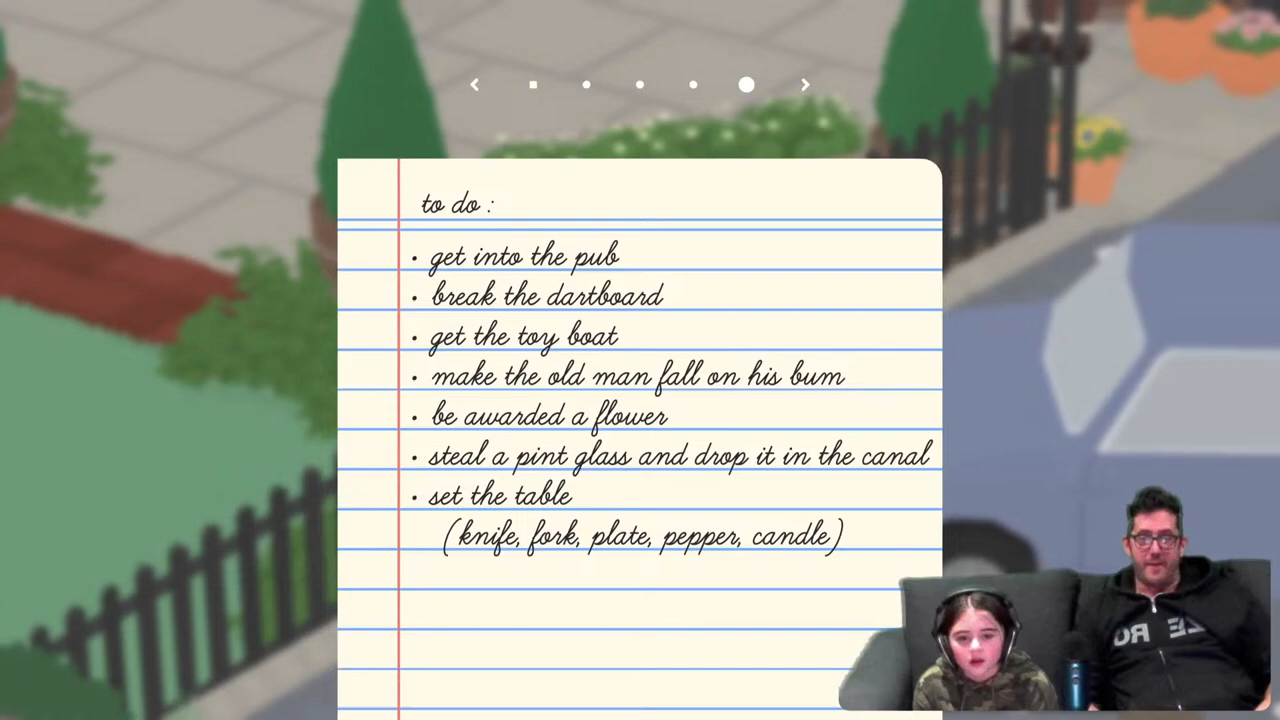 to do :
• get into the pub
• break the dartboard
• get the toy boat
• make the old man fall on his bum
• be awarded a flower
• steal a pint glass and drop it in the canal
• set the table
(knife, fork, plate, pepper, candle)